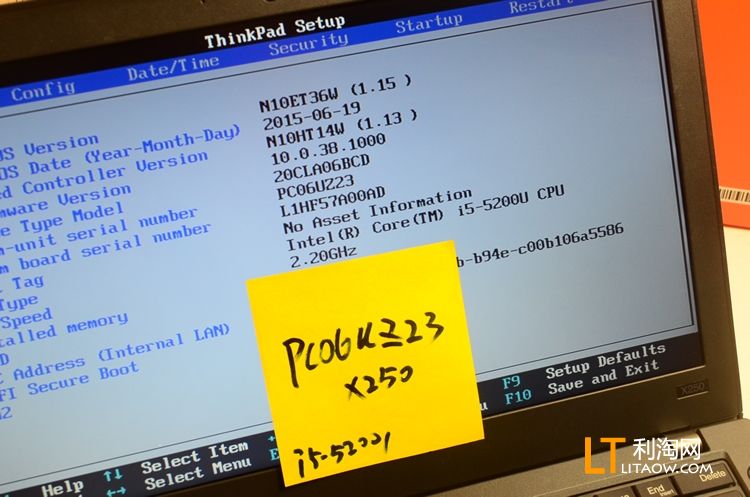 ThinkPad Setup
Config Date/Time Security Startup Restart
OS Version N10ET36W (1.15 )
OS Date (Year-Month-Day) 2015-06-19
d Controller Version N10HT14W (1.13 )
mware Version 10.0.38.1000
e Type Model 20CLA06BCD
m-unit serial number PC06UZ23
m board serial number L1HF57A00AD
t Tag No Asset Information
Type Intel(R) Core(TM) i5-5200U CPU
Speed 2.20GHz
talled memory
D b-b94e-c00b106a5586
C Address (Internal LAN)
FI Secure Boot
N2
PC06UZ23
X250
i5-5200U
Help ↑↓ Select Item
↔ Select Menu
F9 Setup Defaults
F10 Save and Exit
X250
LT 利淘网
LITAOW.COM
End
Delete